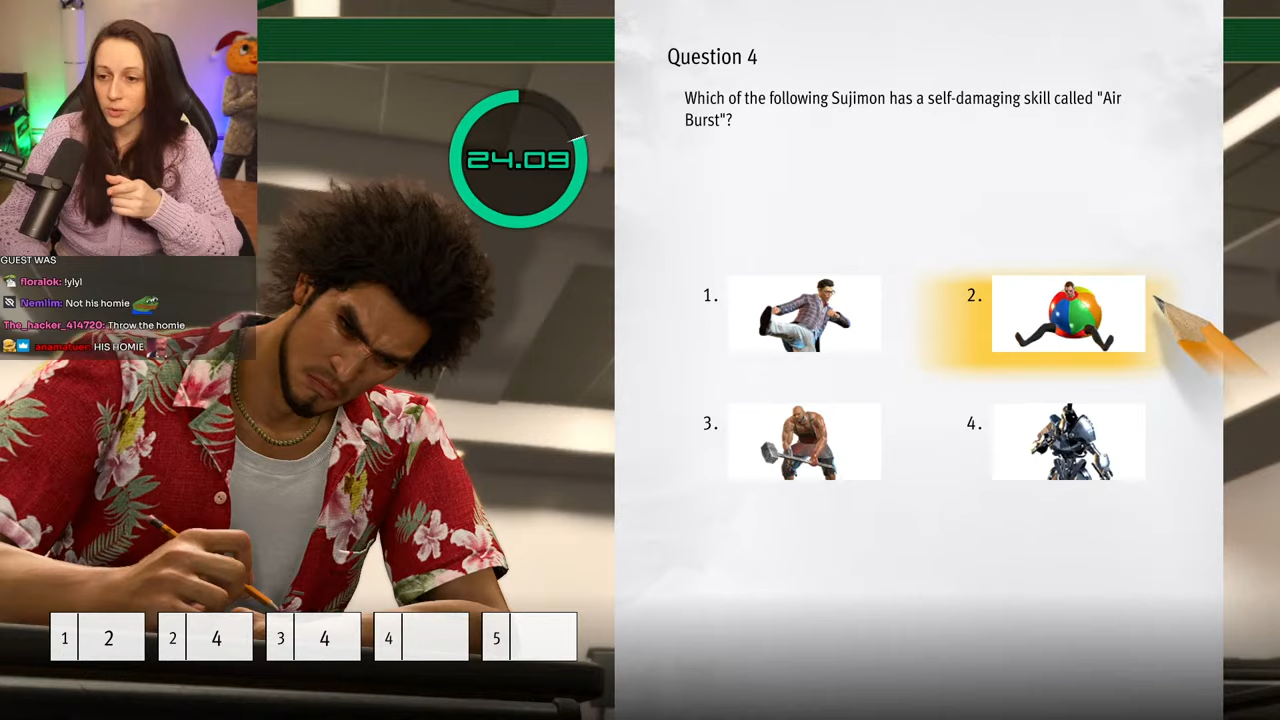 GUEST WAS
floralok: !ylyl
Nemlim: Not his homie
The_hacker_414720: Throw the homie
anamatuer: HIS HOMIE
24.09
Question 4
Which of the following Sujimon has a self-damaging skill called "Air
Burst"?
1.
2.
3.
4.
1 2
2 4
3 4
4
5